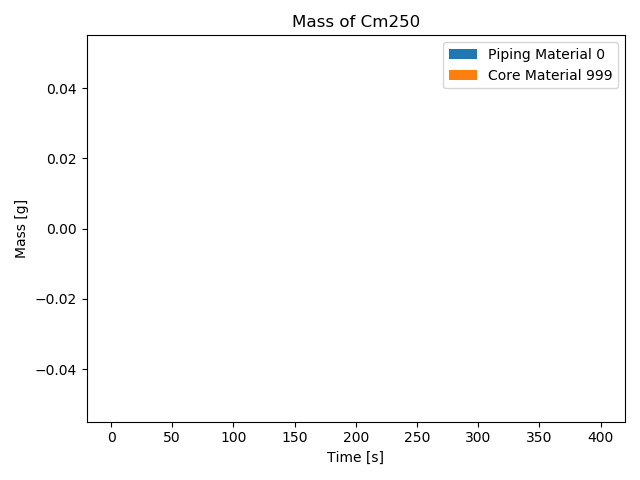 Mass of Cm250
Piping Material 0
Core Material 999
Mass [g]
0.04
0.02
0.00
−0.02
−0.04
0 50 100 150 200 250 300 350 400
Time [s]